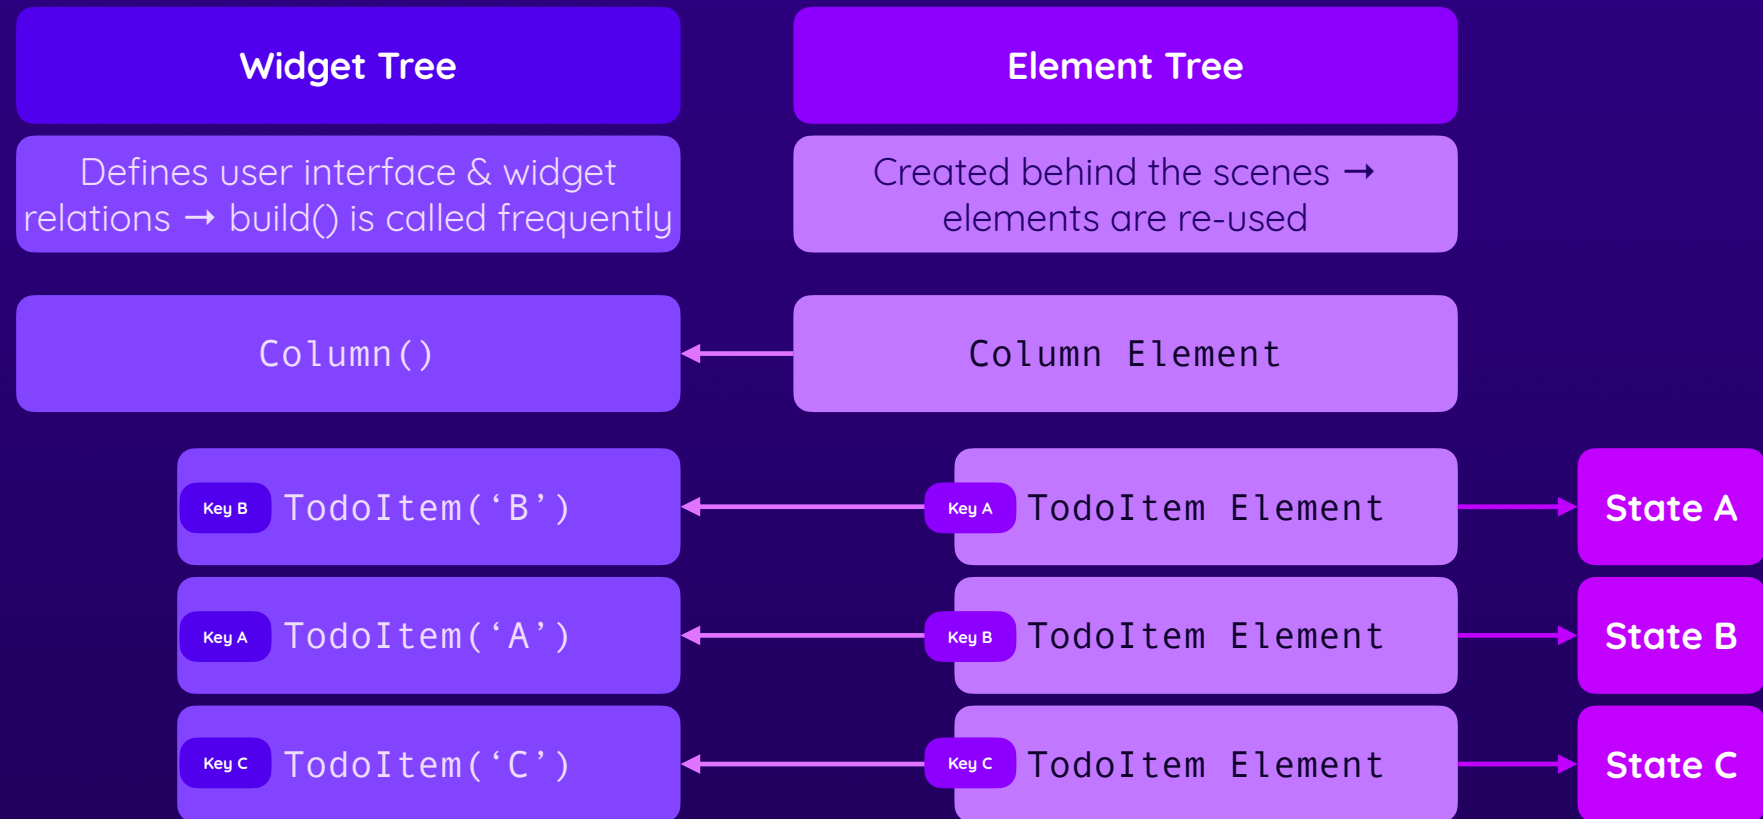 Widget Tree
Element Tree
Defines user interface & widget
relations → build() is called frequently
Created behind the scenes →
elements are re-used
Column()
Column Element
Key B
TodoItem(‘B’)
Key A
TodoItem Element
State A
Key A
TodoItem(‘A’)
Key B
TodoItem Element
State B
Key C
TodoItem(‘C’)
Key C
TodoItem Element
State C